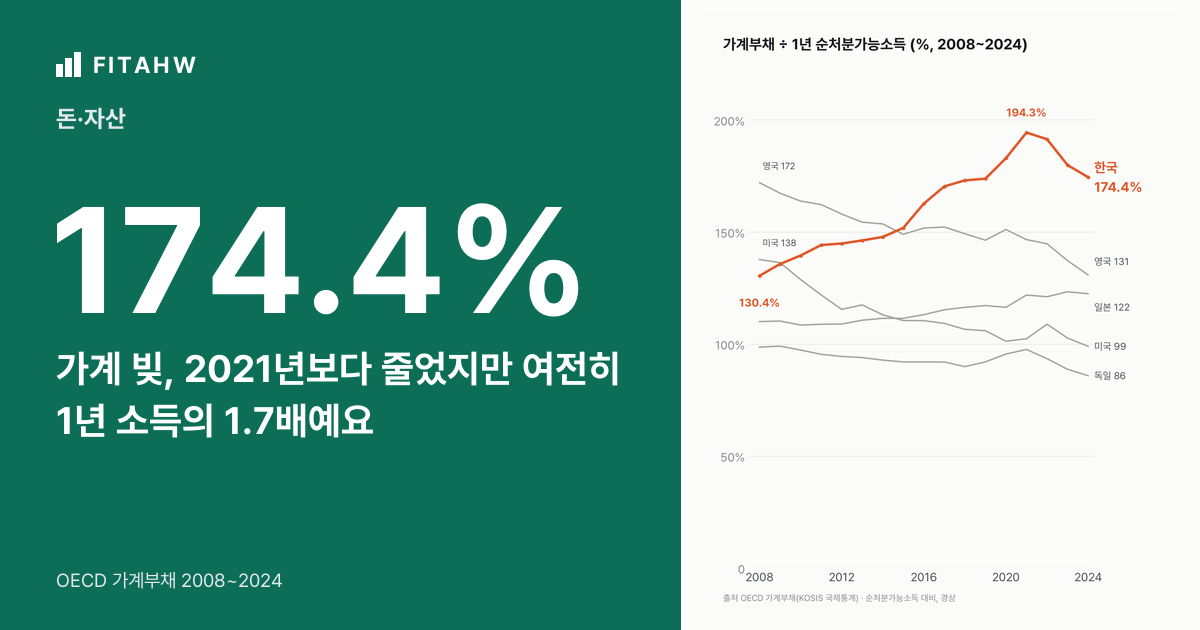 FITAHW
돈·자산
174.4%
가계 빚, 2021년보다 줄었지만 여전히
1년 소득의 1.7배예요
OECD 가계부채 2008~2024
가계부채 ÷ 1년 순처분가능소득 (%, 2008~2024)
194.3%
200%
영국 172
한국
174.4%
150%
미국 138
영국 131
130.4%
일본 122
100%
미국 99
독일 86
50%
0
2008 2012 2016 2020 2024
출처 OECD 가계부채(KOSIS 국제통계) · 순처분가능소득 대비, 경상